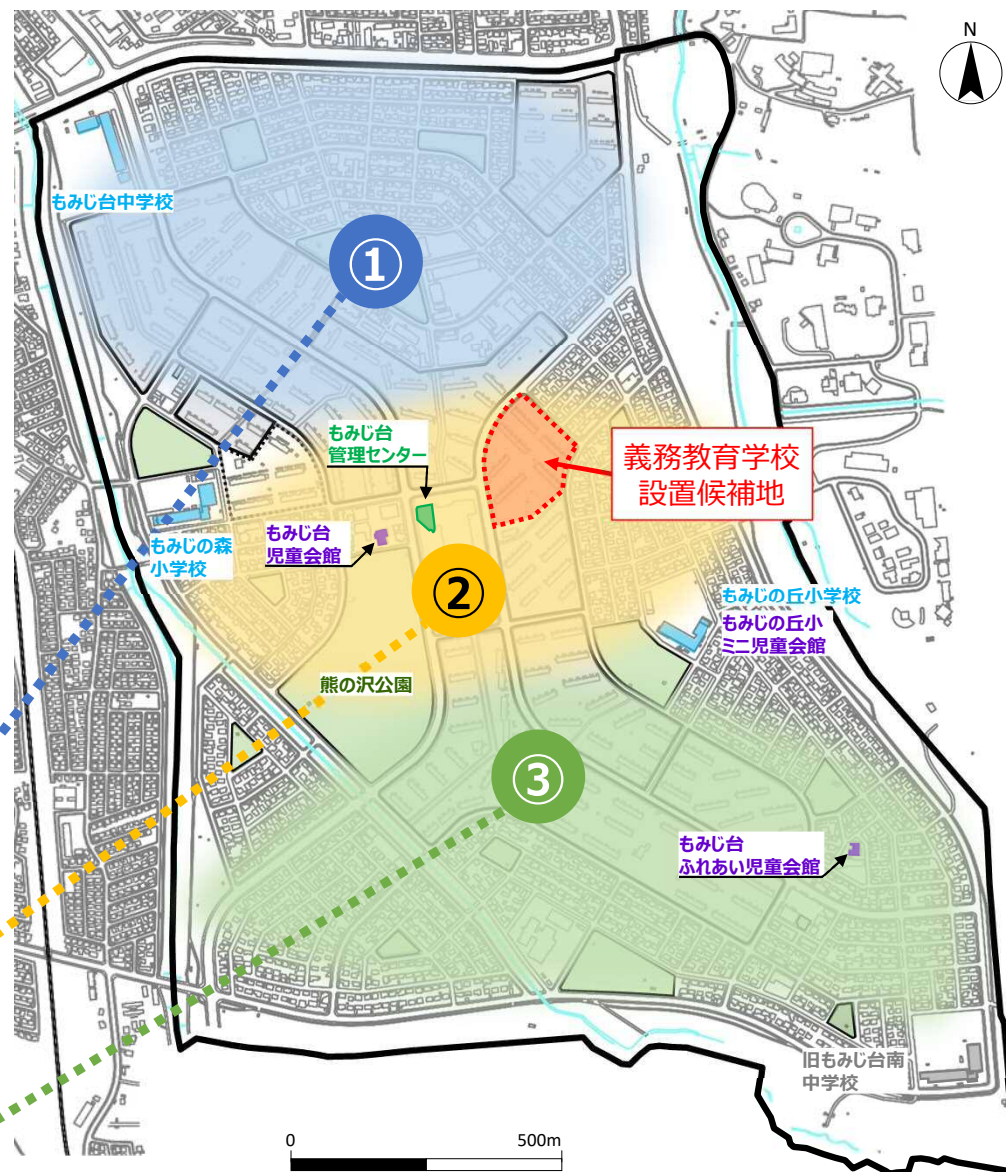 N
もみじ台中学校
①
もみじ台
管理センター
義務教育学校
設置候補地
もみじの森
小学校
もみじ台
児童会館
②
もみじの丘小学校
もみじの丘小
ミニ児童会館
熊の沢公園
③
もみじ台
ふれあい児童会館
旧もみじ台南
中学校
0
500m